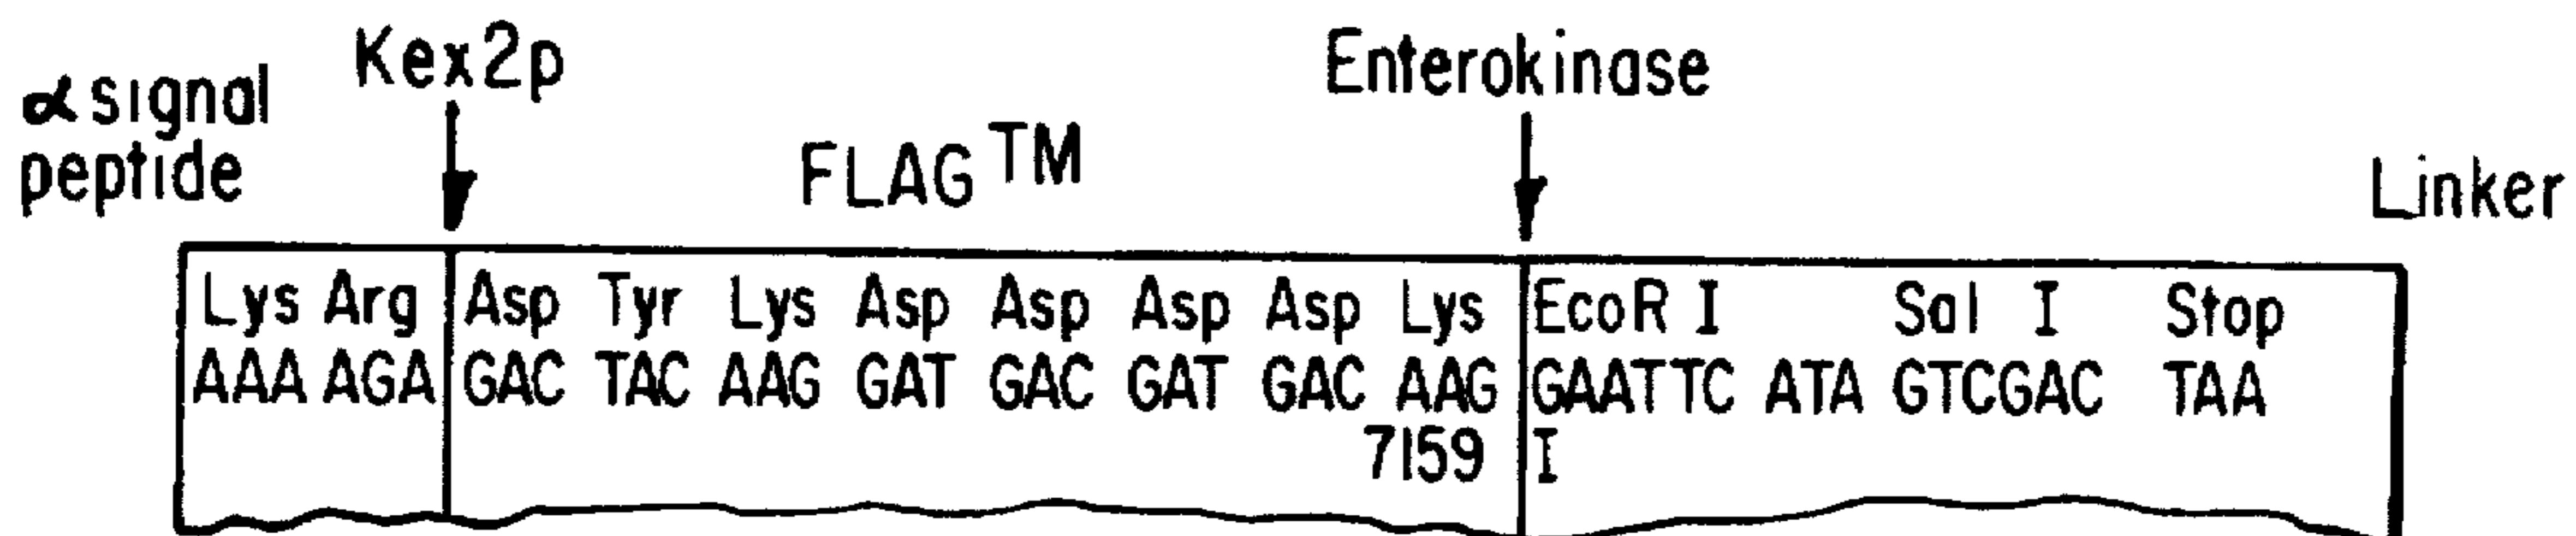 α signal peptide
Kex2p
FLAG™
Enterokinase
Linker
Lys Arg Asp Tyr Lys Asp Asp Asp Asp Lys EcoR I Sal I Stop
AAA AGA GAC TAC AAG GAT GAC GAT GAC AAG GAATTC ATA GTCGAC TAA
7159 I